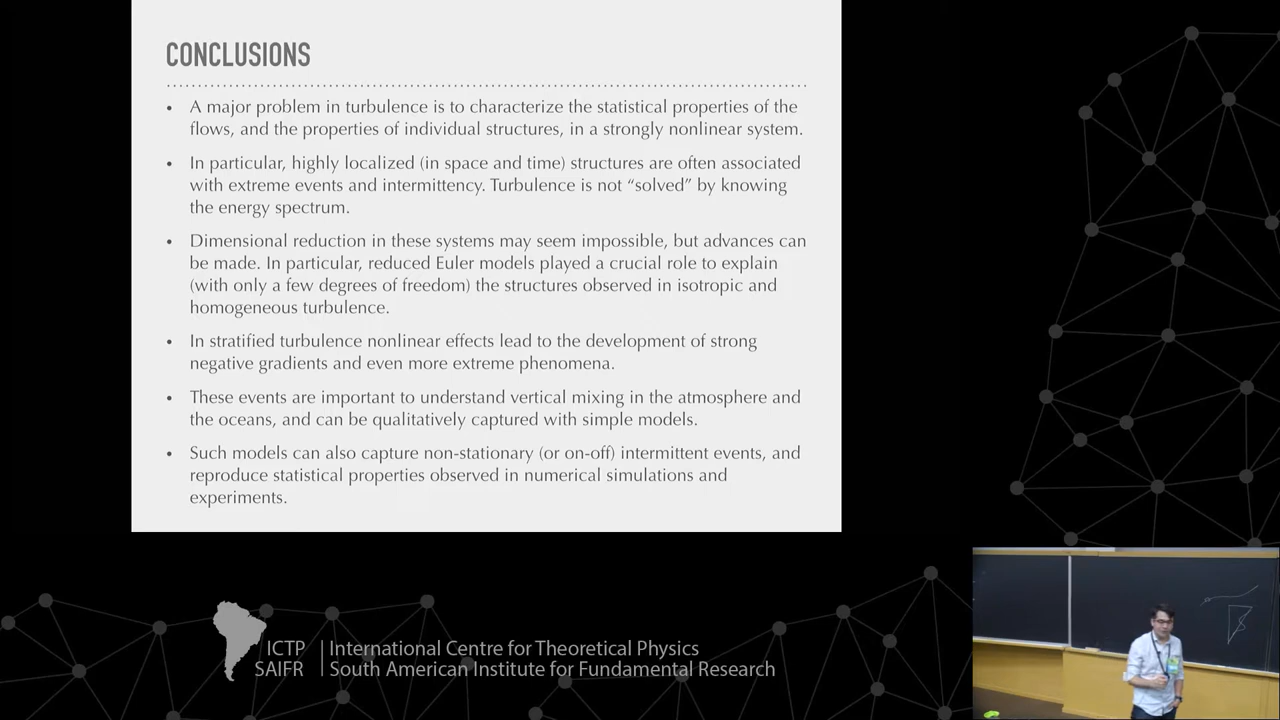 CONCLUSIONS
• A major problem in turbulence is to characterize the statistical properties of the
flows, and the properties of individual structures, in a strongly nonlinear system.
• In particular, highly localized (in space and time) structures are often associated
with extreme events and intermittency. Turbulence is not “solved” by knowing
the energy spectrum.
• Dimensional reduction in these systems may seem impossible, but advances can
be made. In particular, reduced Euler models played a crucial role to explain
(with only a few degrees of freedom) the structures observed in isotropic and
homogeneous turbulence.
• In stratified turbulence nonlinear effects lead to the development of strong
negative gradients and even more extreme phenomena.
• These events are important to understand vertical mixing in the atmosphere and
the oceans, and can be qualitatively captured with simple models.
• Such models can also capture non-stationary (or on-off) intermittent events, and
reproduce statistical properties observed in numerical simulations and
experiments.
ICTP | International Centre for Theoretical Physics
SAIFR | South American Institute for Fundamental Research